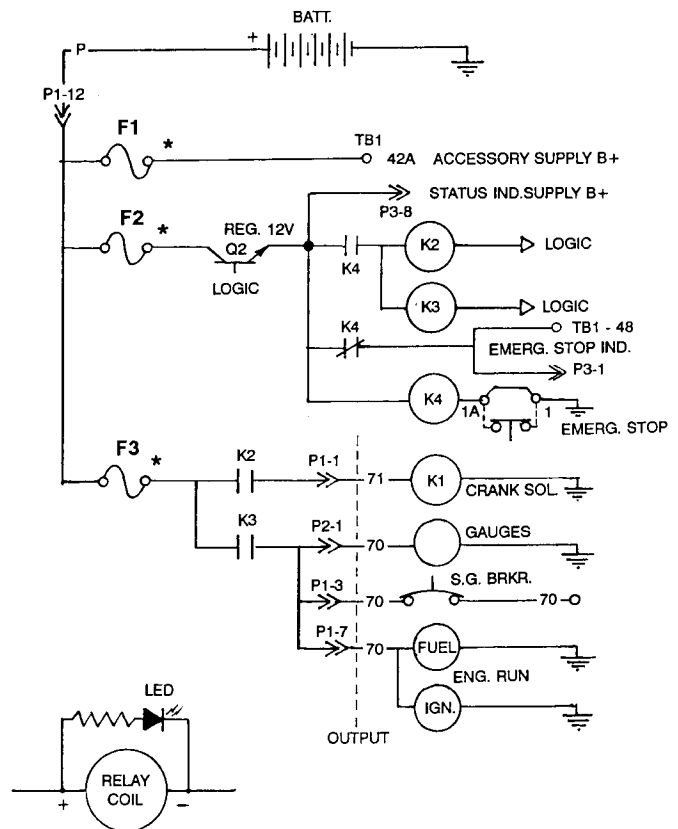 BATT.
+
P
P1-12
F1 *
TB1
42A ACCESSORY SUPPLY B+
STATUS IND.SUPPLY B+
P3-8
F2 *
REG. 12V
Q2
LOGIC
K4
K2
LOGIC
K3
LOGIC
K4
TB1 - 48
EMERG. STOP IND.
P3-1
K4
1A
1
EMERG. STOP
F3 *
K2
P1-1
71
K1
CRANK SOL.
K3
P2-1
70
GAUGES
P1-3
70
S.G. BRKR.
70
P1-7
70
FUEL
ENG. RUN
IGN.
OUTPUT
LED
RELAY
COIL
+
−